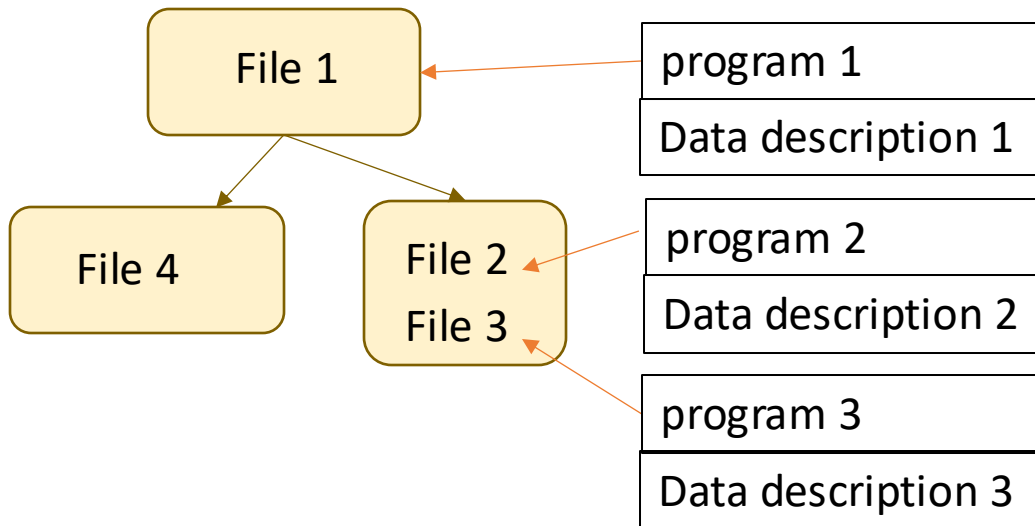 File 1
program 1
Data description 1
File 4
File 2
File 3
program 2
Data description 2
program 3
Data description 3